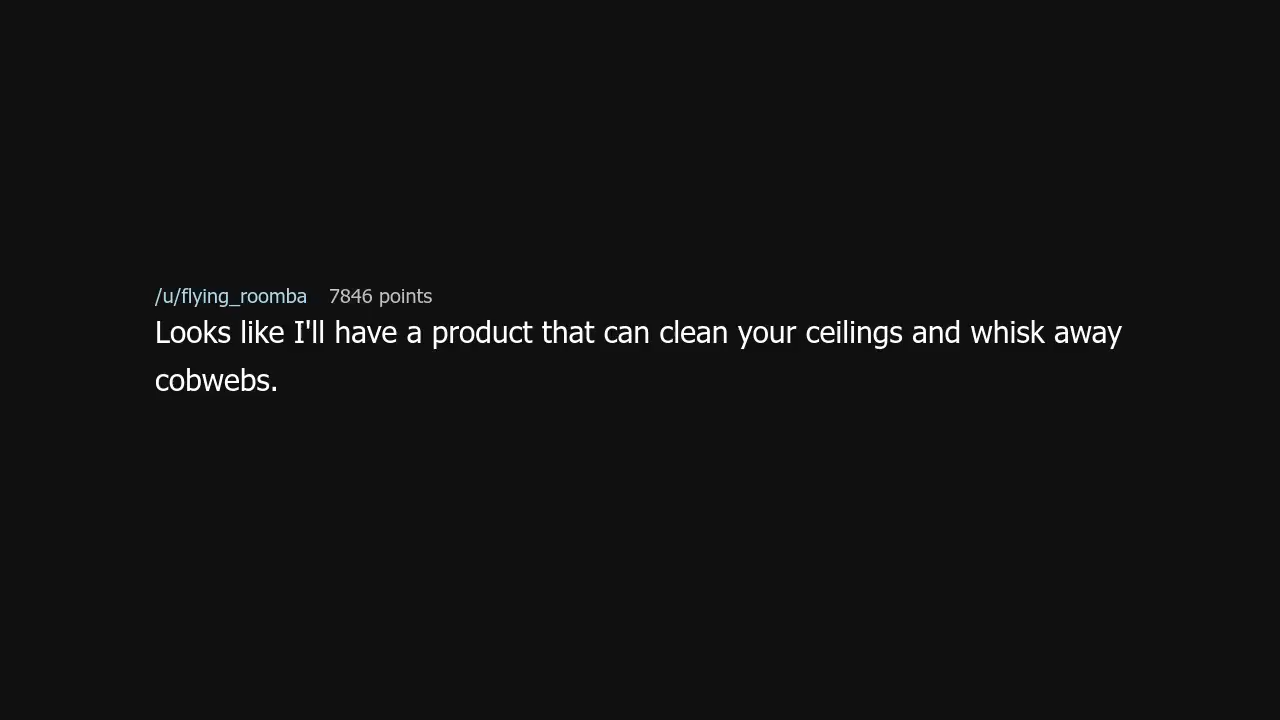 /u/flying_roomba 7846 points
Looks like I'll have a product that can clean your ceilings and whisk away
cobwebs.